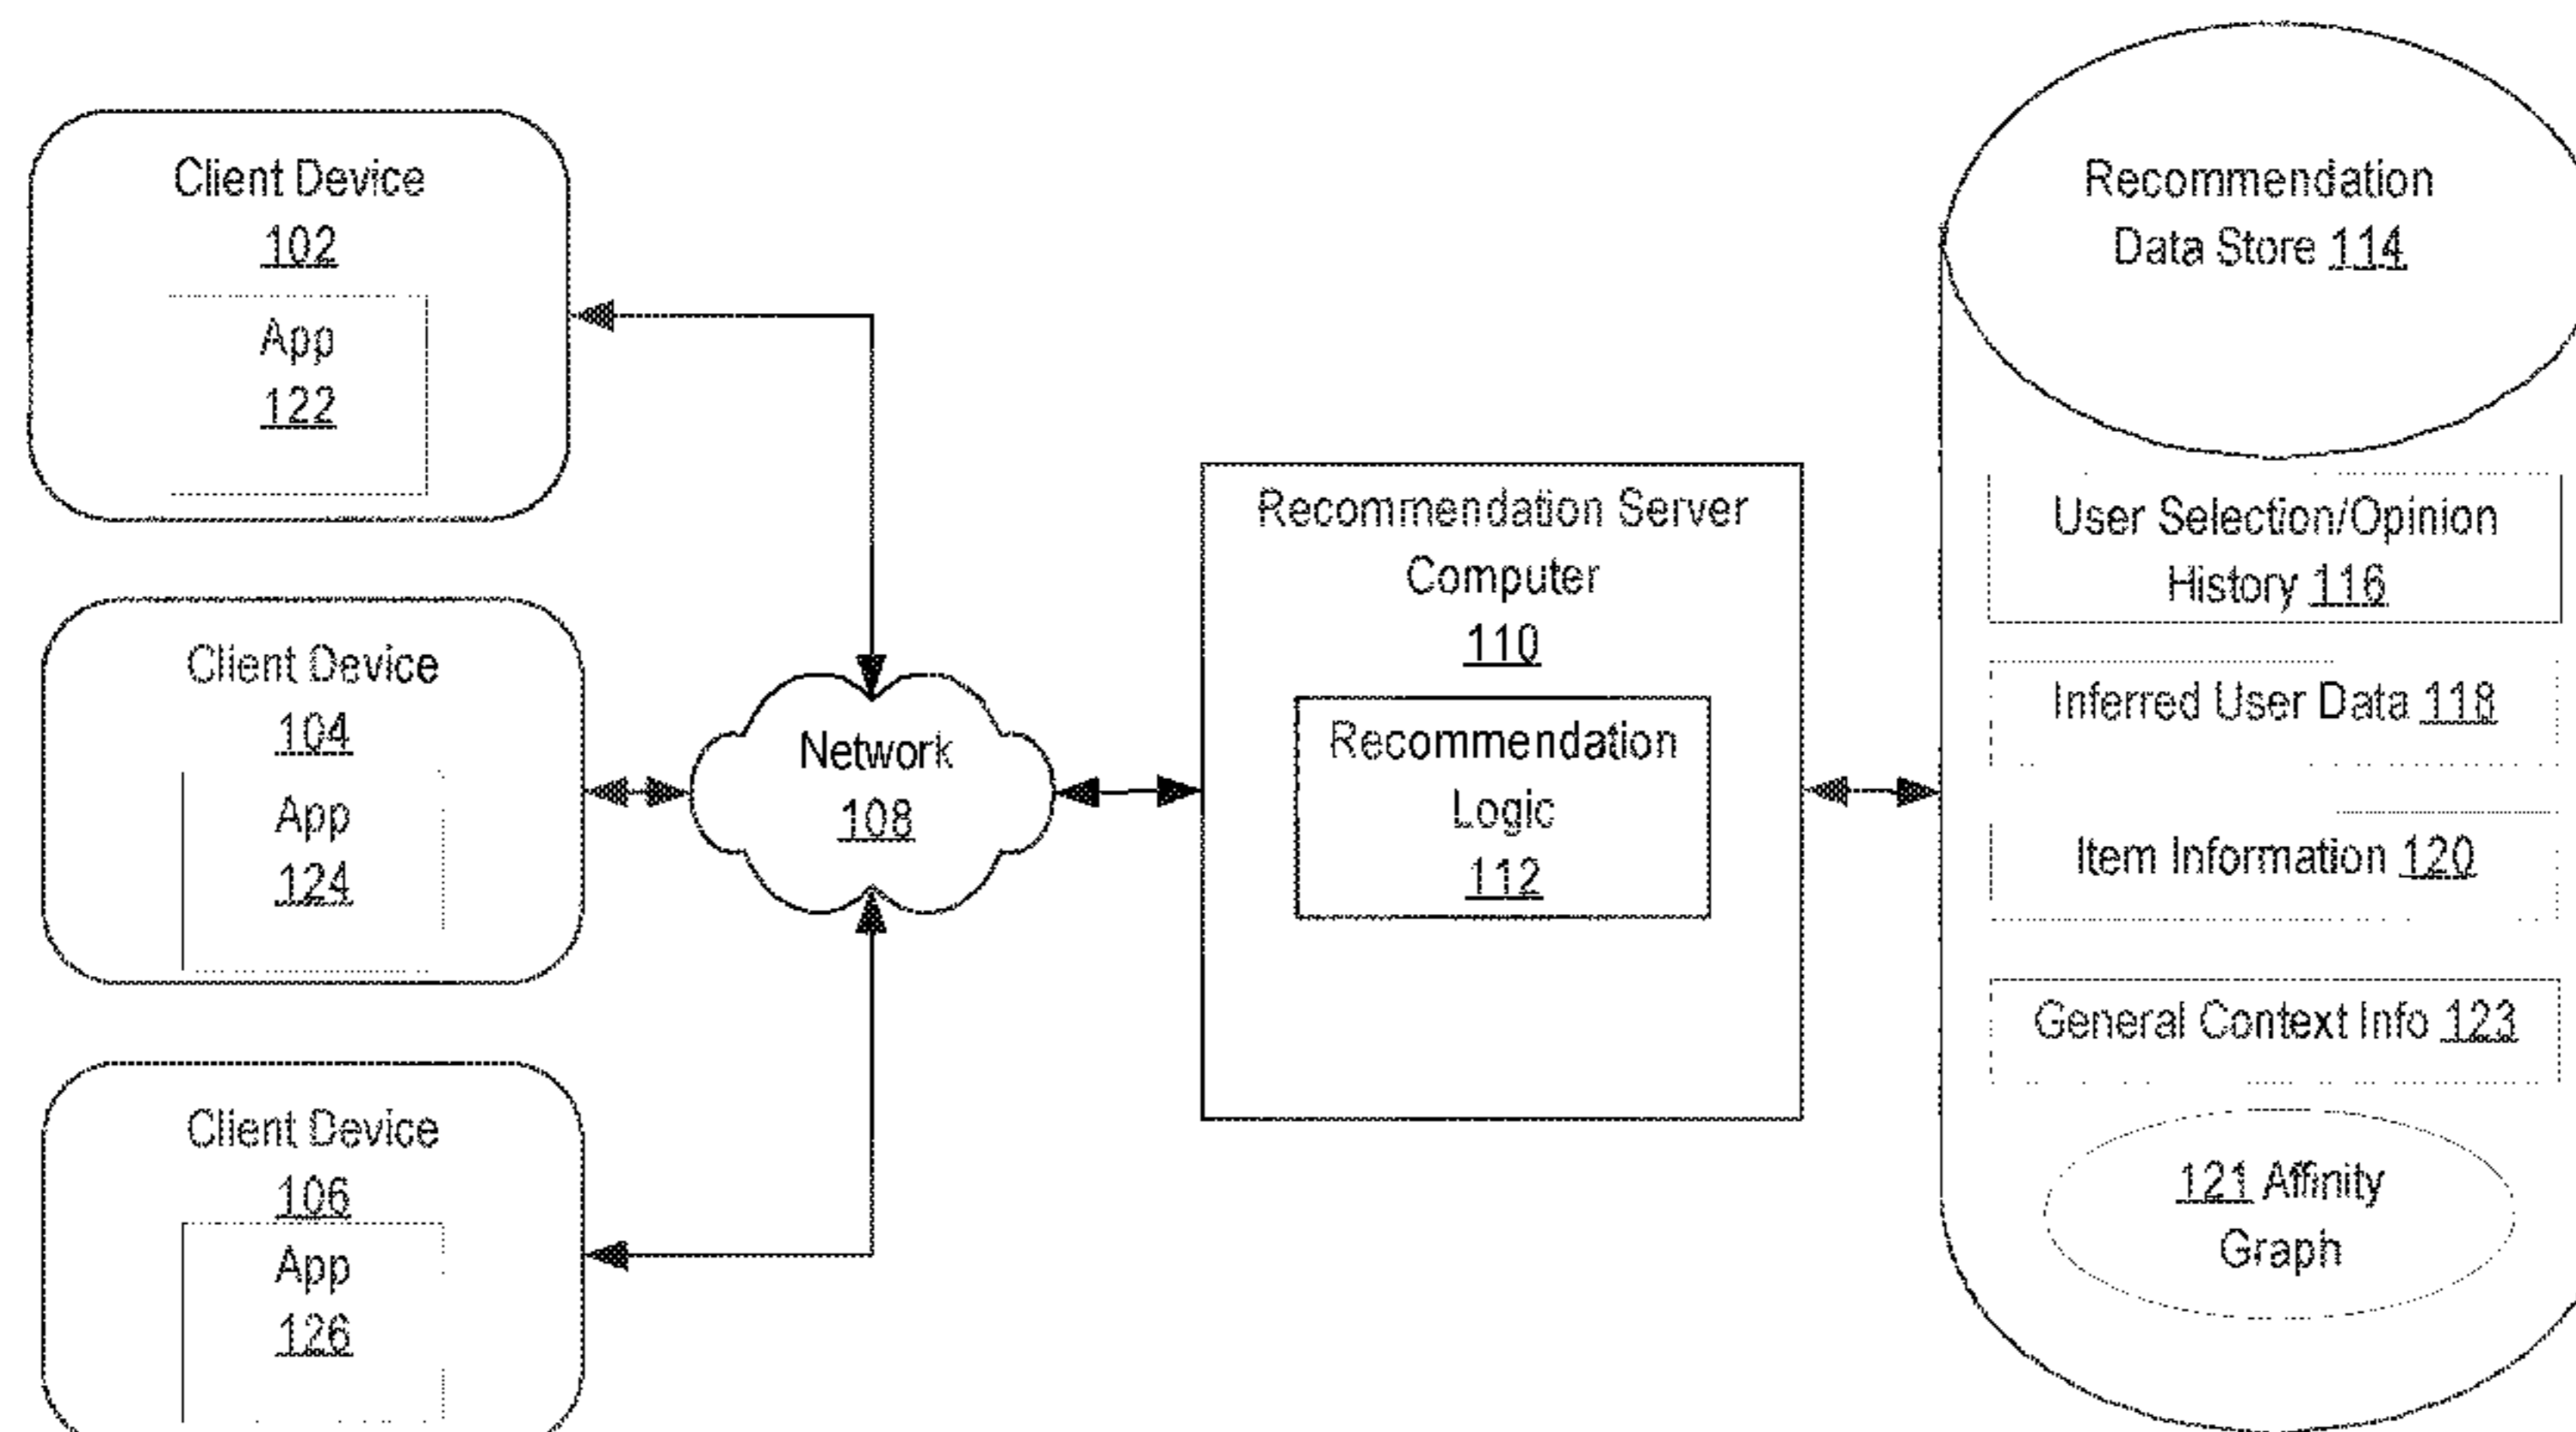 Client Device
102
App
122
Client Device
104
App
124
Client Device
106
App
126
Network
108
Recommendation Server
Computer
110
Recommendation
Logic
112
Recommendation
Data Store 114
User Selection/Opinion
History 116
Inferred User Data 118
Item Information 120
General Context Info 123
121 Affinity
Graph